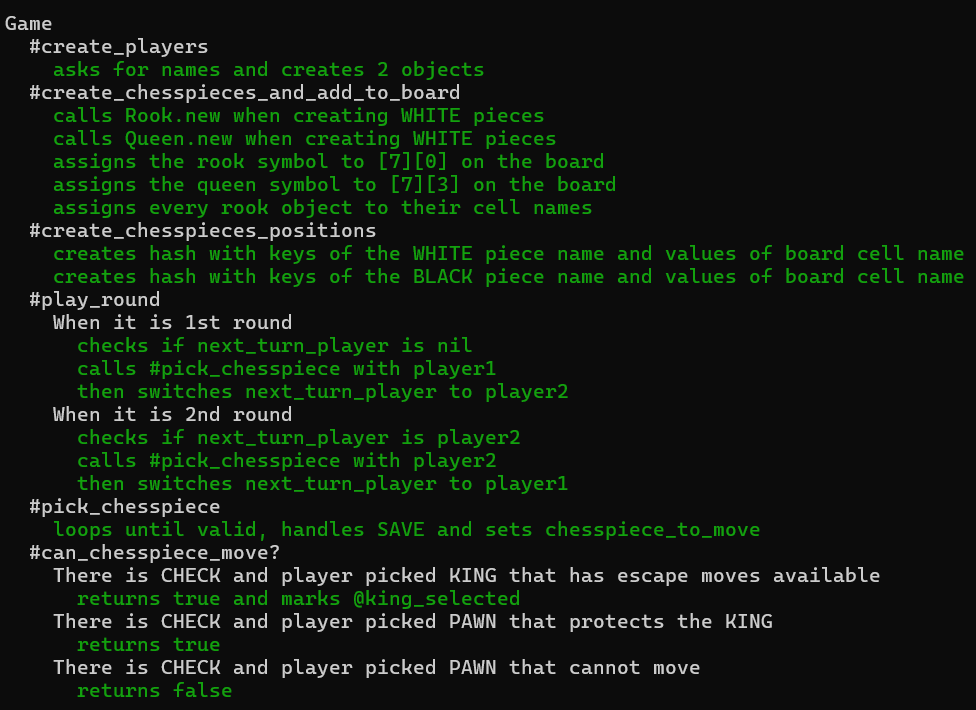 Game
#create_players
asks for names and creates 2 objects
#create_chesspieces_and_add_to_board
calls Rook.new when creating WHITE pieces
calls Queen.new when creating WHITE pieces
assigns the rook symbol to [7][0] on the board
assigns the queen symbol to [7][3] on the board
assigns every rook object to their cell names
#create_chesspieces_positions
creates hash with keys of the WHITE piece name and values of board cell name
creates hash with keys of the BLACK piece name and values of board cell name
#play_round
When it is 1st round
checks if next_turn_player is nil
calls #pick_chesspiece with player1
then switches next_turn_player to player2
When it is 2nd round
checks if next_turn_player is player2
calls #pick_chesspiece with player2
then switches next_turn_player to player1
#pick_chesspiece
loops until valid, handles SAVE and sets chesspiece_to_move
#can_chesspiece_move?
There is CHECK and player picked KING that has escape moves available
returns true and marks @king_selected
There is CHECK and player picked PAWN that protects the KING
returns true
There is CHECK and player picked PAWN that cannot move
returns false